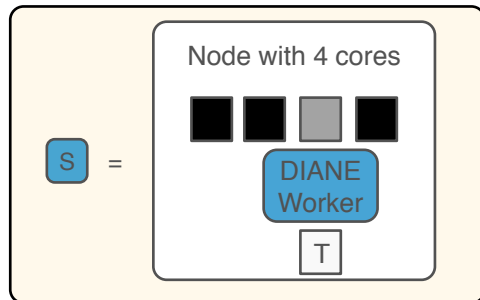 Node with 4 cores
S =
DIANE
Worker
T